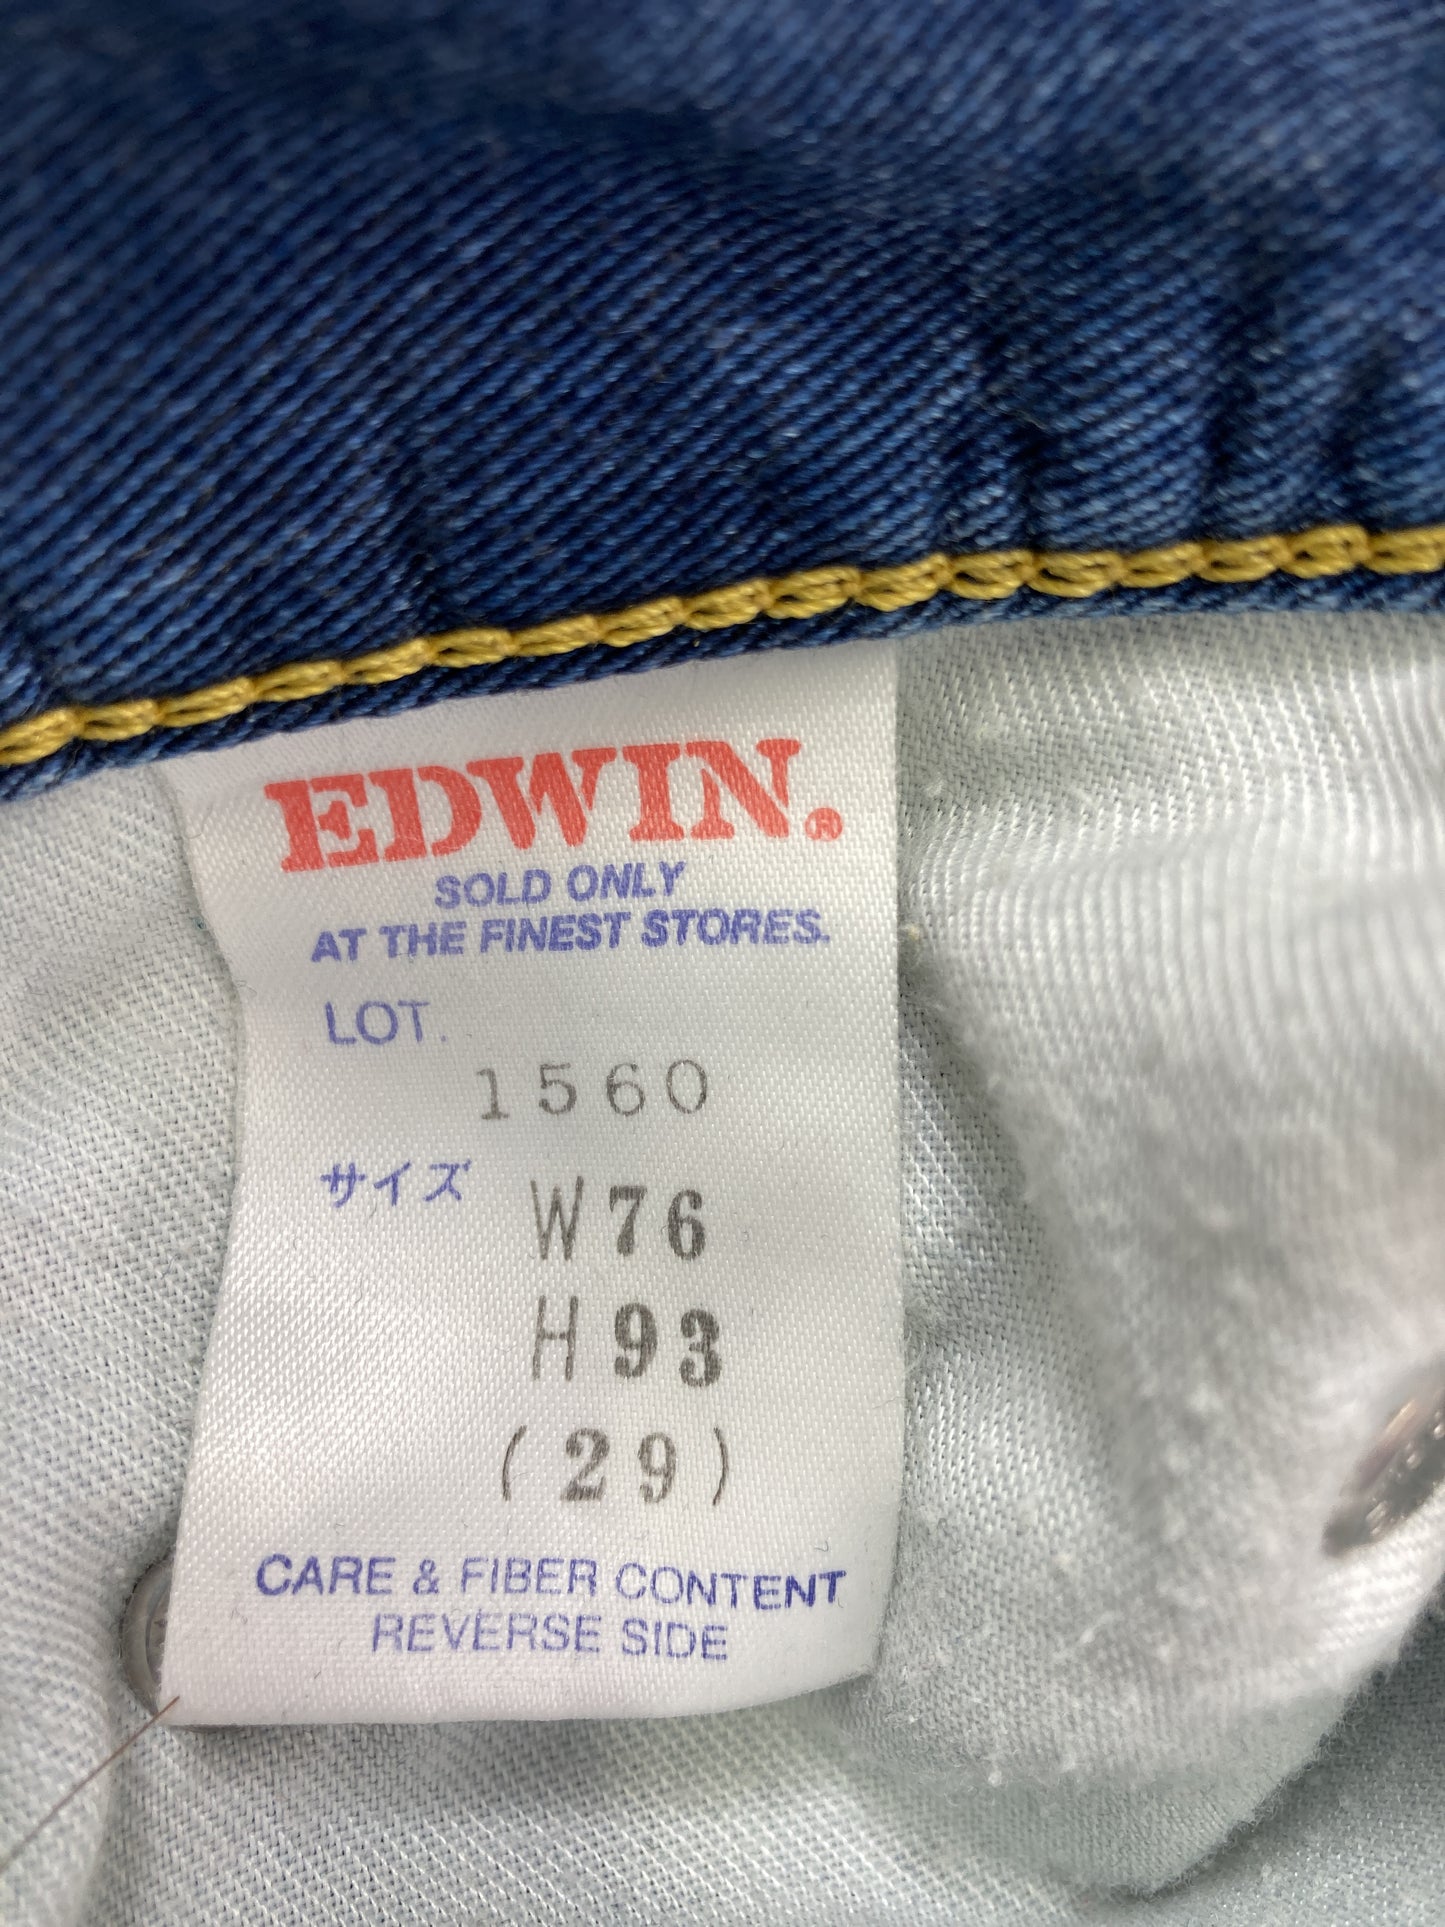 EDWIN.®
SOLD ONLY
AT THE FINEST STORES.
LOT.
1560
サイズ W76
H93
(29)
CARE & FIBER CONTENT
REVERSE SIDE